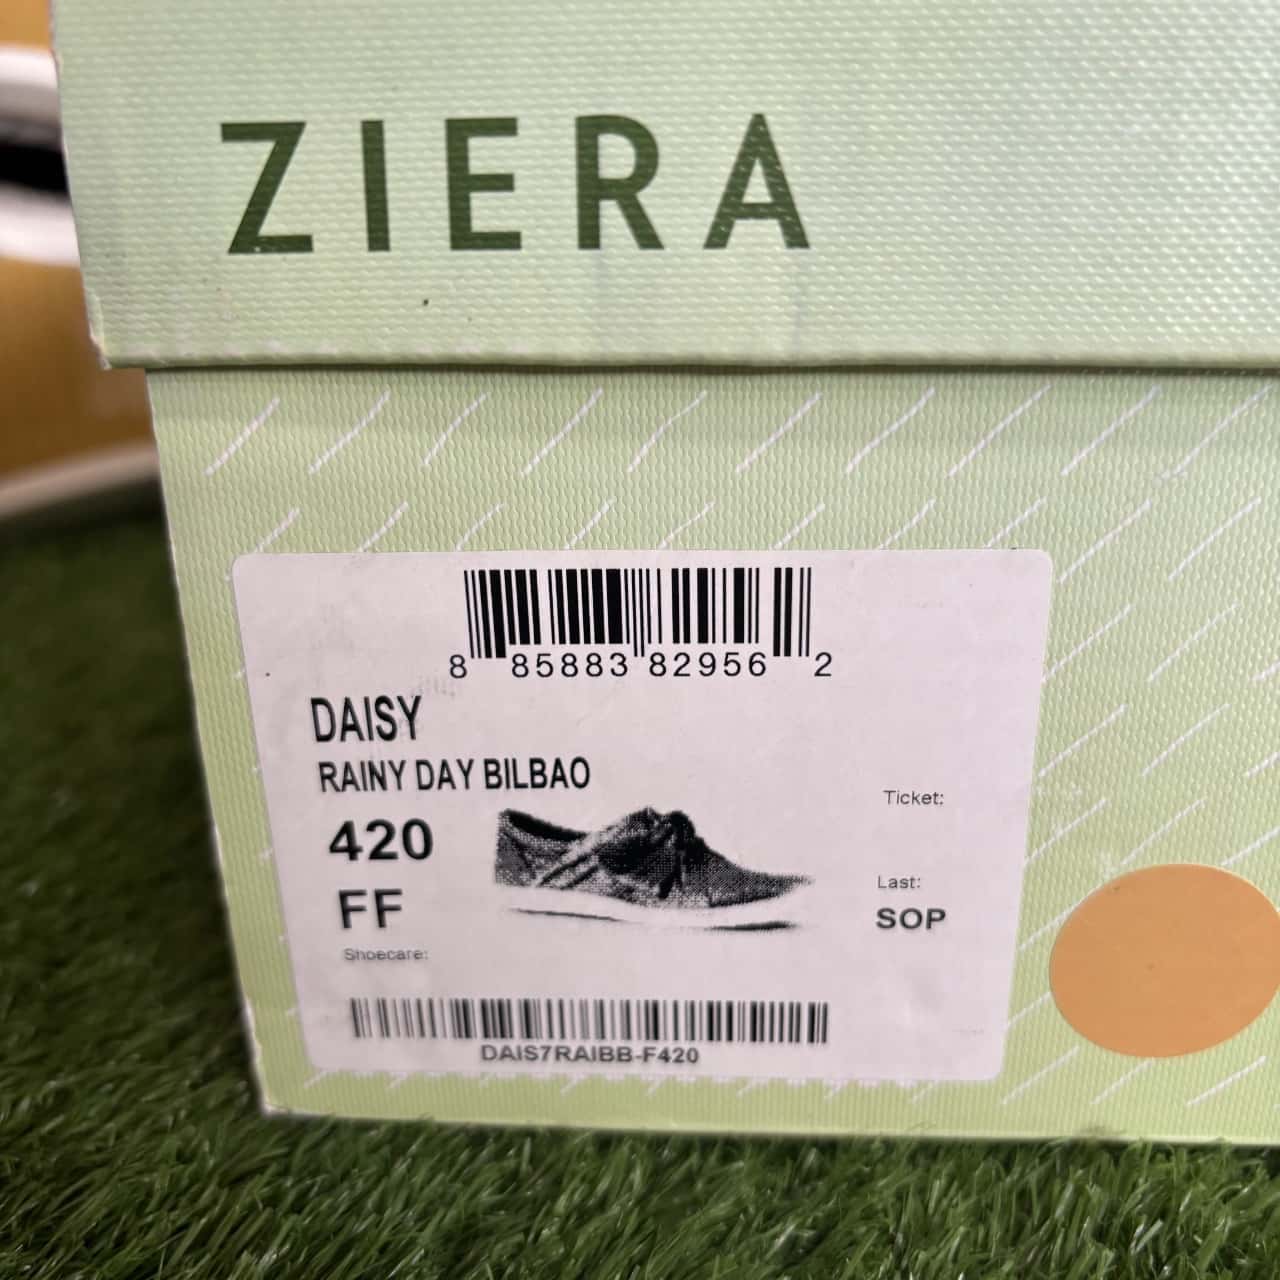 ZIERA
8 85883 82956 2
DAISY
RAINY DAY BILBAO
Ticket:
420
Last:
FF
SOP
Shoecare:
DAIS7RAIBB-F420